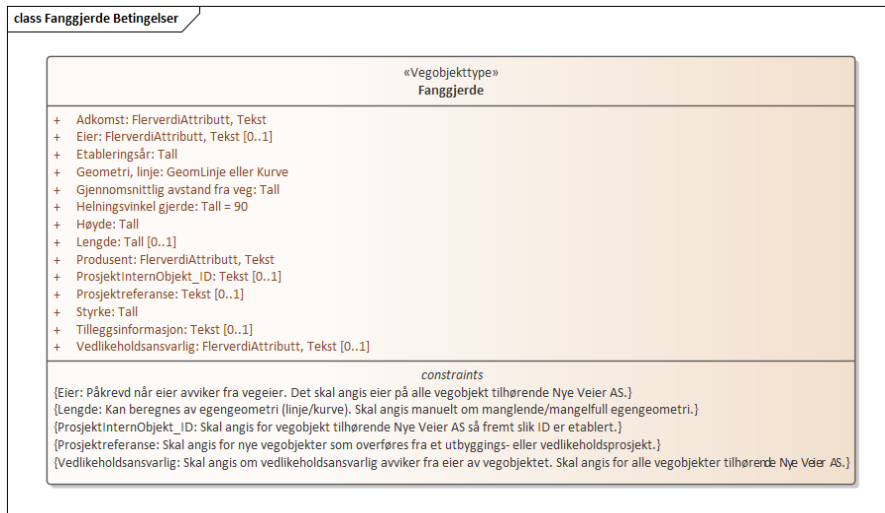 class Fanggjerde Betingelser
«Vegobjekttype»
Fanggjerde
+ Adkomst: FlerverdiAttributt, Tekst
+ Eier: FlerverdiAttributt, Tekst [0..1]
+ Etableringsår: Tall
+ Geometri, linje: GeomLinje eller Kurve
+ Gjennomsnittlig avstand fra veg: Tall
+ Helningsvinkel gjerde: Tall = 90
+ Høyde: Tall
+ Lengde: Tall [0..1]
+ Produsent: FlerverdiAttributt, Tekst
+ ProsjektInternObjekt_ID: Tekst [0..1]
+ Prosjektreferanse: Tekst [0..1]
+ Styrke: Tall
+ Tilleggsinformasjon: Tekst [0..1]
+ Vedlikeholdsansvarlig: FlerverdiAttributt, Tekst [0..1]
constraints
{Eier: Påkrevd når eier avviker fra vegeier. Det skal angis eier på alle vegobjekt tilhørende Nye Veier AS.}
{Lengde: Kan beregnes av egengeometri (linje/kurve). Skal angis manuelt om manglende/mangelfull egengeometri.}
{ProsjektInternObjekt_ID: Skal angis for vegobjekt tilhørende Nye Veier AS så fremt slik ID er etablert.}
{Prosjektreferanse: Skal angis for nye vegobjekter som overføres fra et utbyggings- eller vedlikeholdsprosjekt.}
{Vedlikeholdsansvarlig: Skal angis om vedlikeholdsansvarlig avviker fra eier av vegobjektet. Skal angis for alle vegobjekter tilhørende Nye Veier AS.}